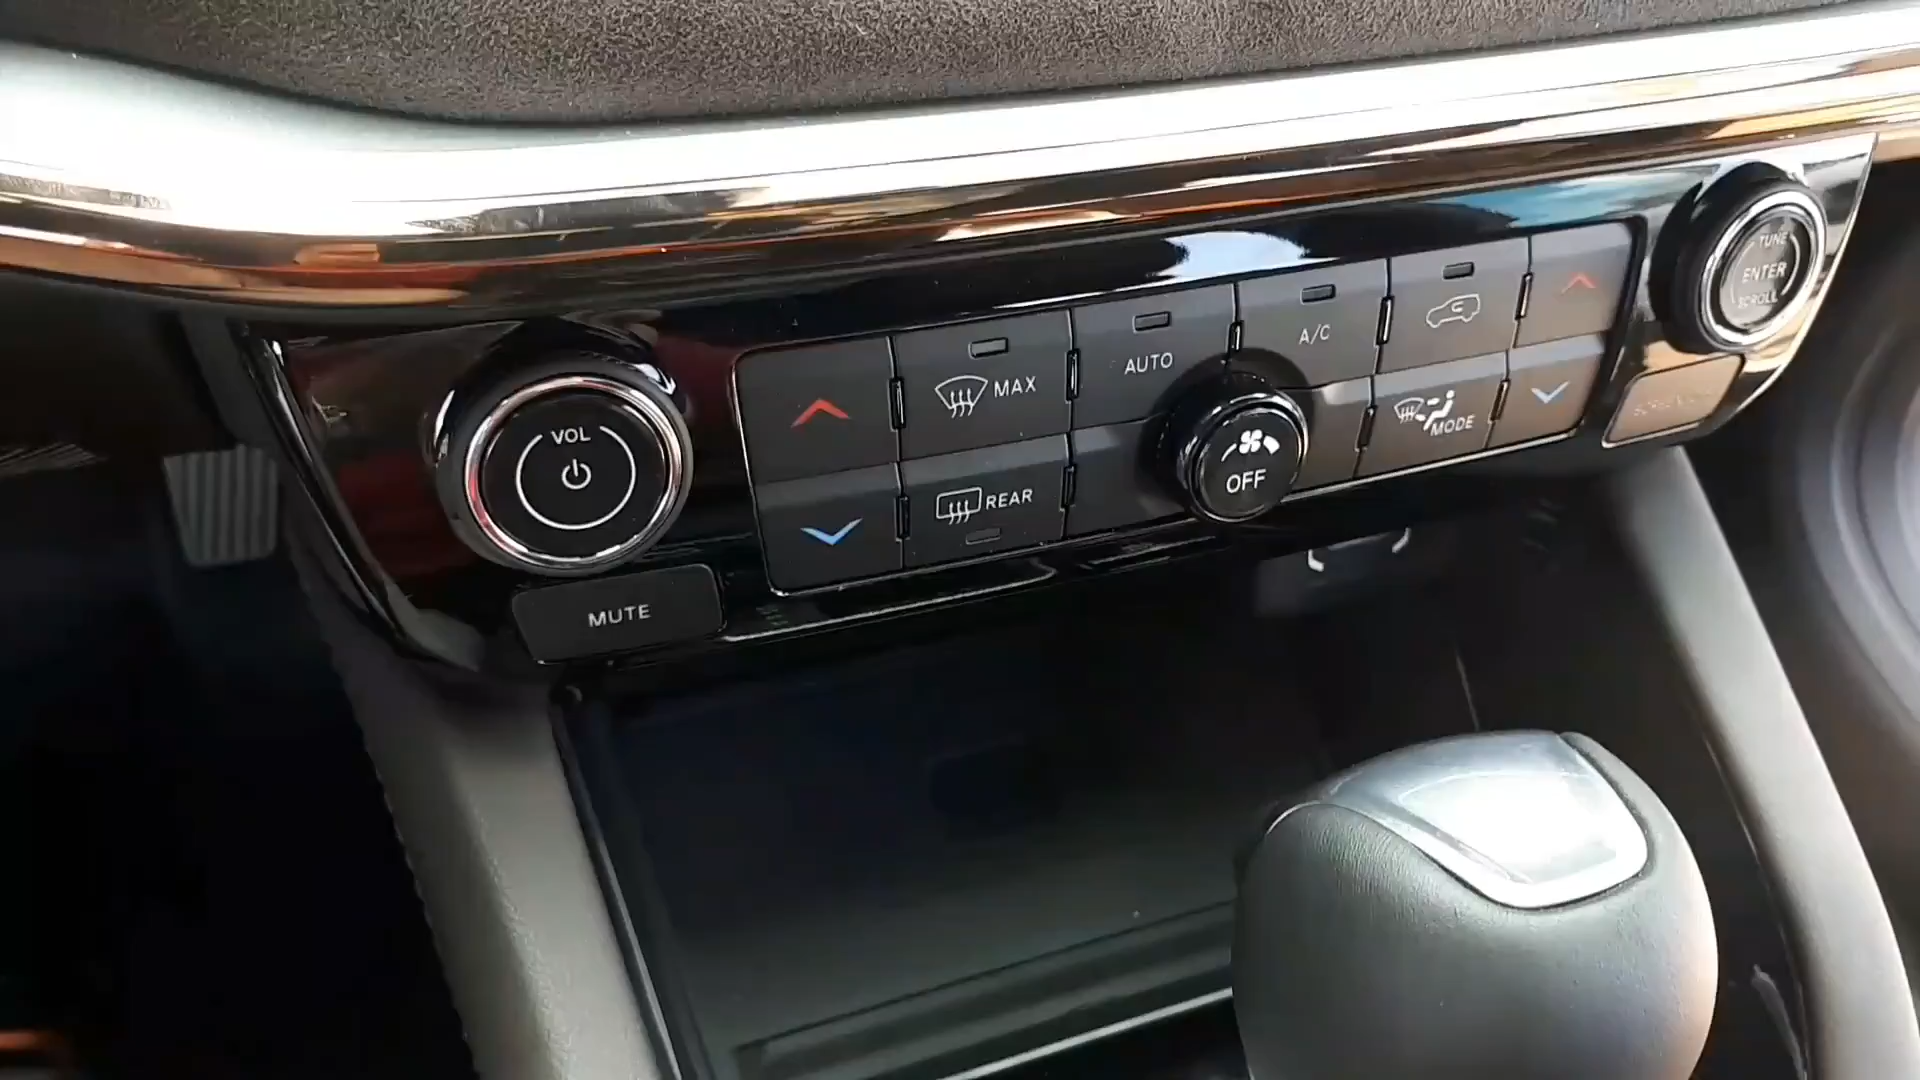 VOL
MUTE
MAX
REAR
AUTO
OFF
A/C
MODE
TUNE
ENTER
SCROLL